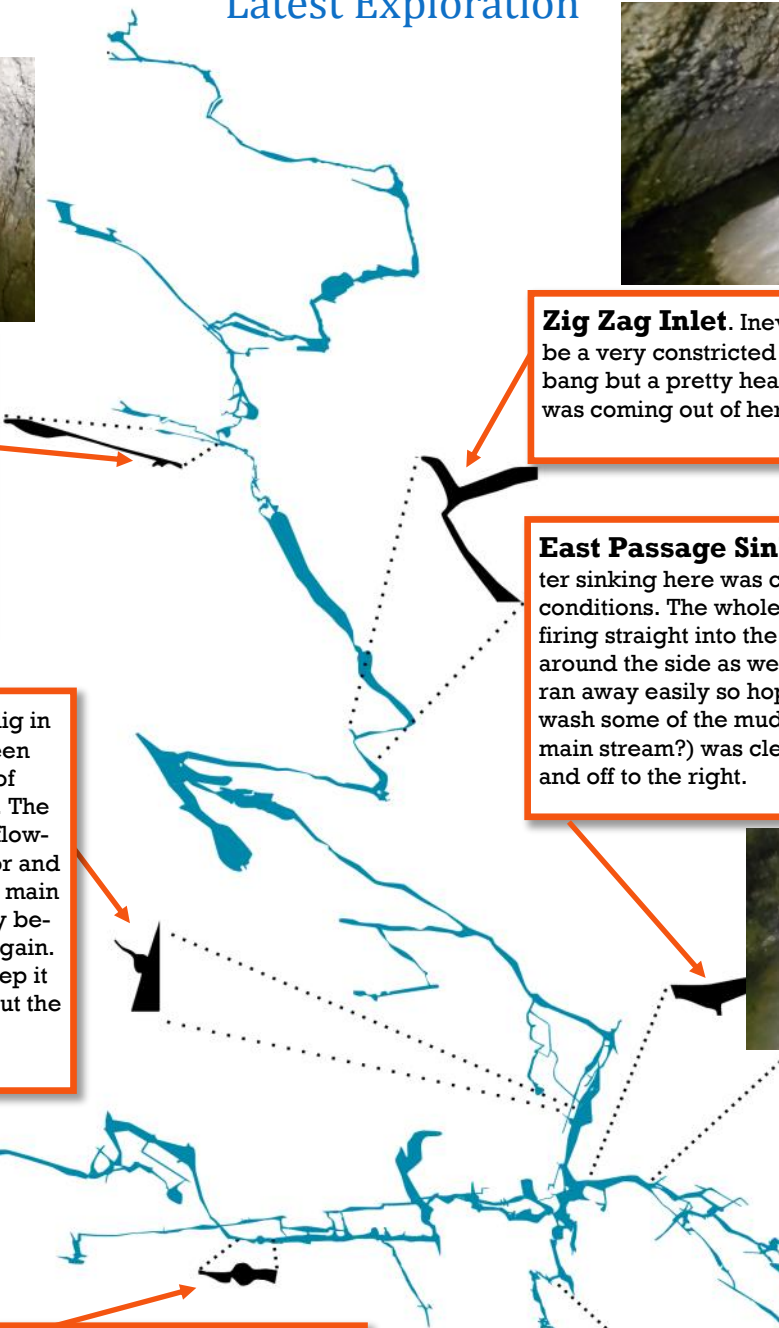 Latest Exploration
Zig Zag Inlet. Inev
be a very constricted
bang but a pretty hea
was coming out of her
East Passage Sin
ter sinking here was c
conditions. The whole
firing straight into the
around the side as we
ran away easily so hop
wash some of the mud
main stream?) was cle
and off to the right.
ig in
een
of
. The
flow-
or and
main
y be-
gain.
ep it
ut the